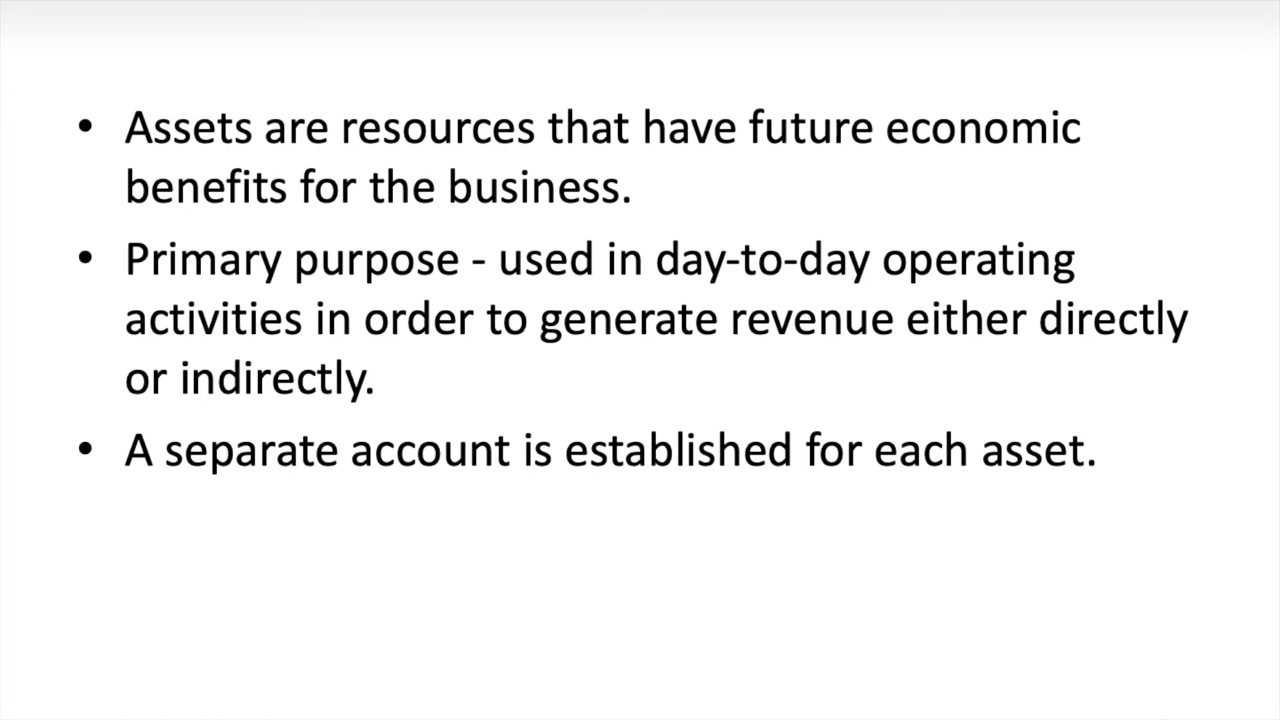 • Assets are resources that have future economic
benefits for the business.
• Primary purpose - used in day-to-day operating
activities in order to generate revenue either directly
or indirectly.
• A separate account is established for each asset.